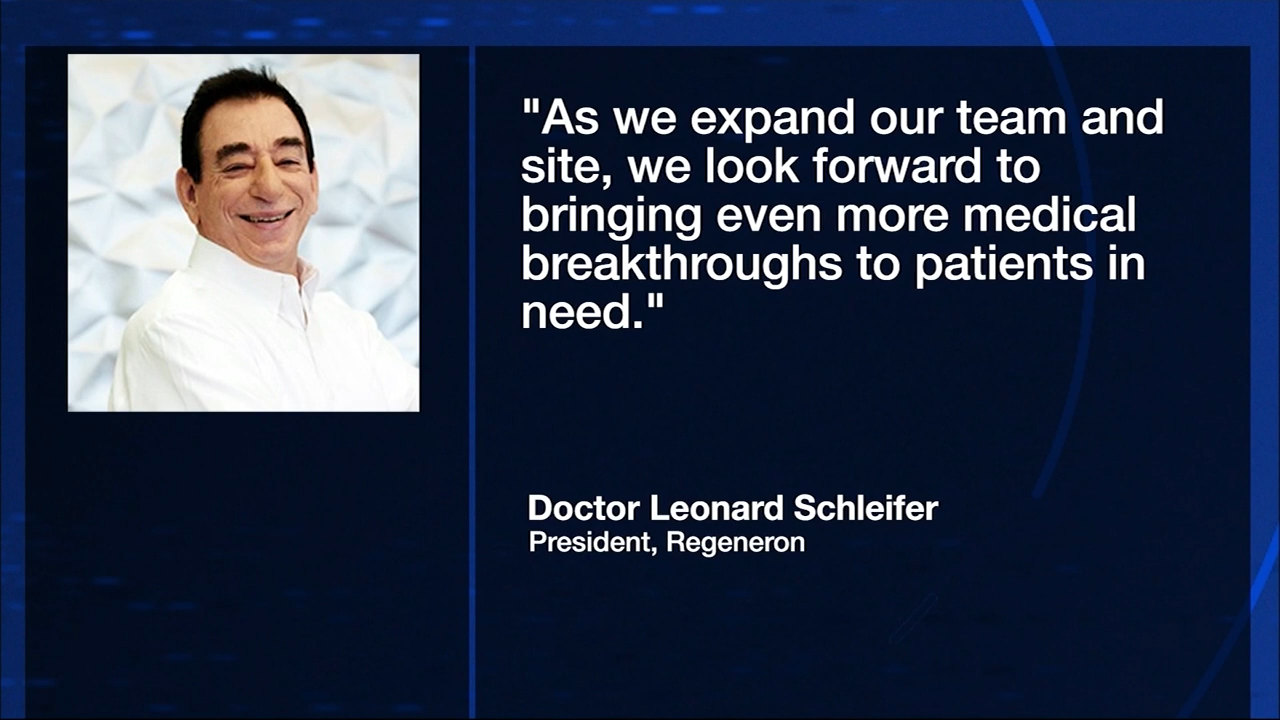 "As we expand our team and
site, we look forward to
bringing even more medical
breakthroughs to patients in
need."
Doctor Leonard Schleifer
President, Regeneron